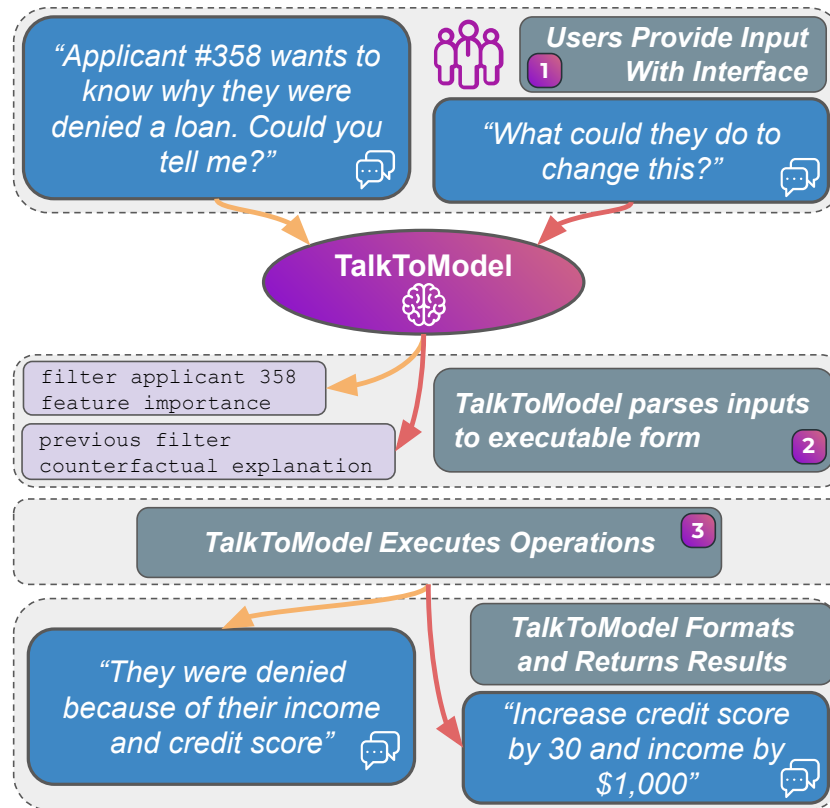 “Applicant #358 wants to
know why they were
denied a loan. Could you
tell me?”
Users Provide Input
With Interface
1
“What could they do to
change this?”
TalkToModel
filter applicant 358
feature importance
previous filter
counterfactual explanation
TalkToModel parses inputs
to executable form
2
TalkToModel Executes Operations
3
“They were denied
because of their income
and credit score”
TalkToModel Formats
and Returns Results
“Increase credit score
by 30 and income by
$1,000”